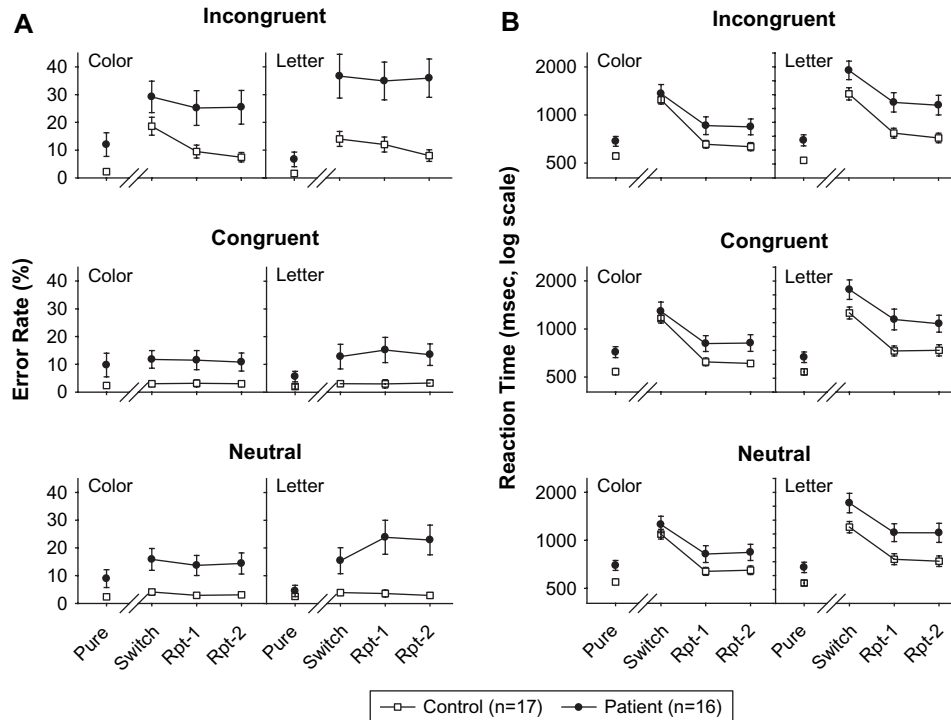 A
Incongruent
Color
Letter
40
30
20
10
0
Congruent
Color
Letter
40
30
20
10
0
Neutral
Color
Letter
40
30
20
10
0
Error Rate (%)
Pure
Switch
Rpt-1
Rpt-2
Pure
Switch
Rpt-1
Rpt-2
B
Incongruent
Color
Letter
2000
1000
500
Congruent
Color
Letter
2000
1000
500
Neutral
Color
Letter
2000
1000
500
Reaction Time (msec, log scale)
Pure
Switch
Rpt-1
Rpt-2
Pure
Switch
Rpt-1
Rpt-2
Control (n=17)
Patient (n=16)